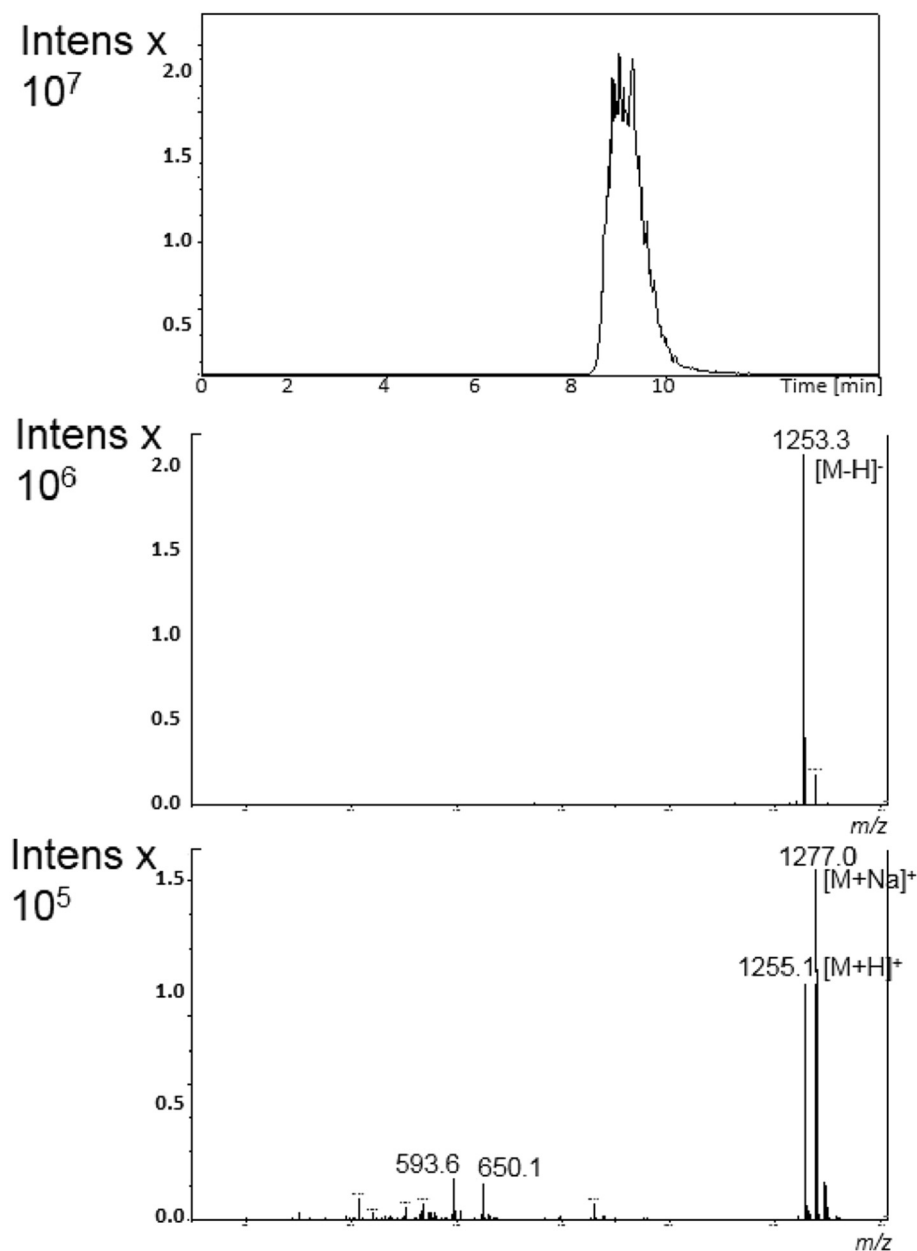 Intens x
10⁷
2.0
1.5
1.0
0.5
0 2 4 6 8 10 Time [min]
Intens x
10⁶
1253.3
[M-H]⁻
2.0
1.5
1.0
0.5
0.0
m/z
Intens x
10⁵
1277.0
[M+Na]⁺
1.5
1255.1 [M+H]⁺
1.0
0.5
593.6 650.1
0.0
m/z